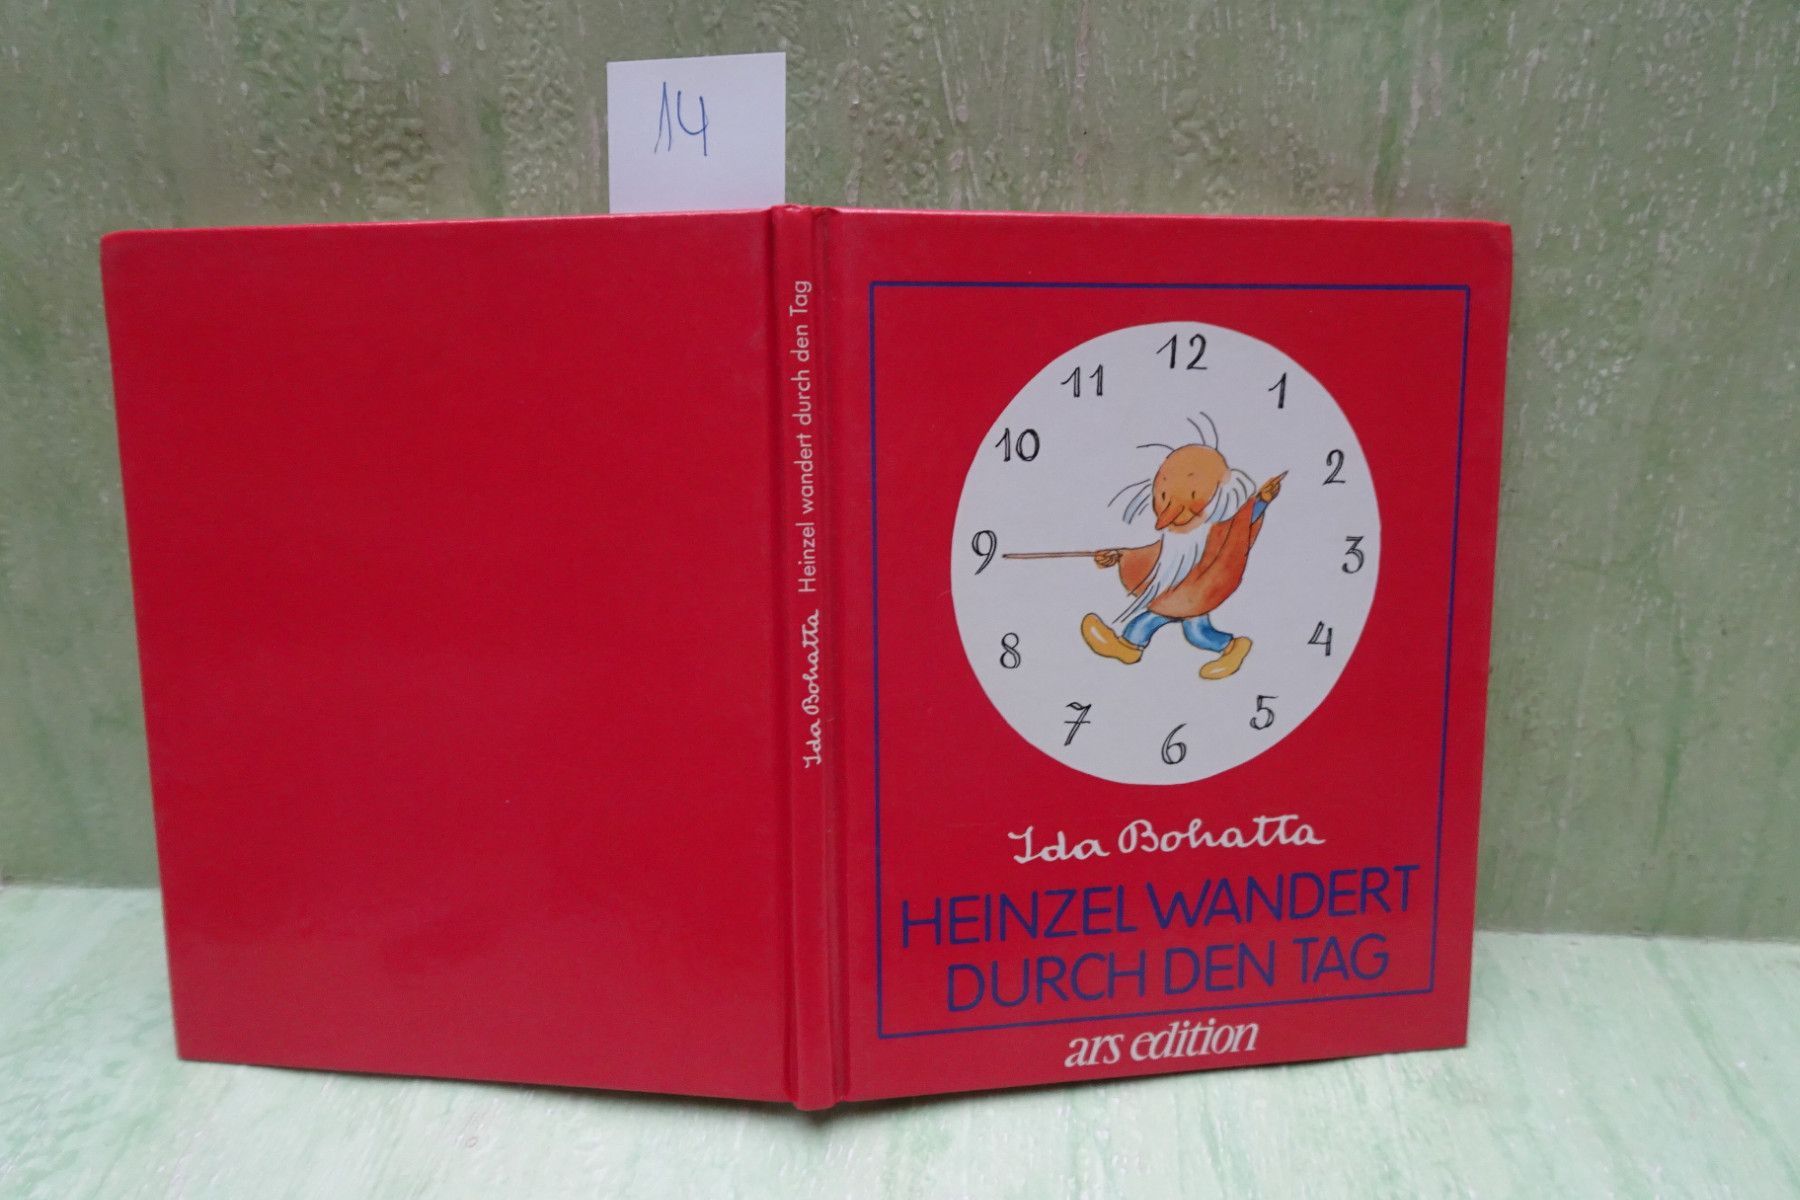 14
Ida Bohatta Heinzel wandert durch den Tag
12
1
2
3
4
5
6
7
8
9
10
11
Ida Bohatta
HEINZEL WANDERT
DURCH DEN TAG
ars edition